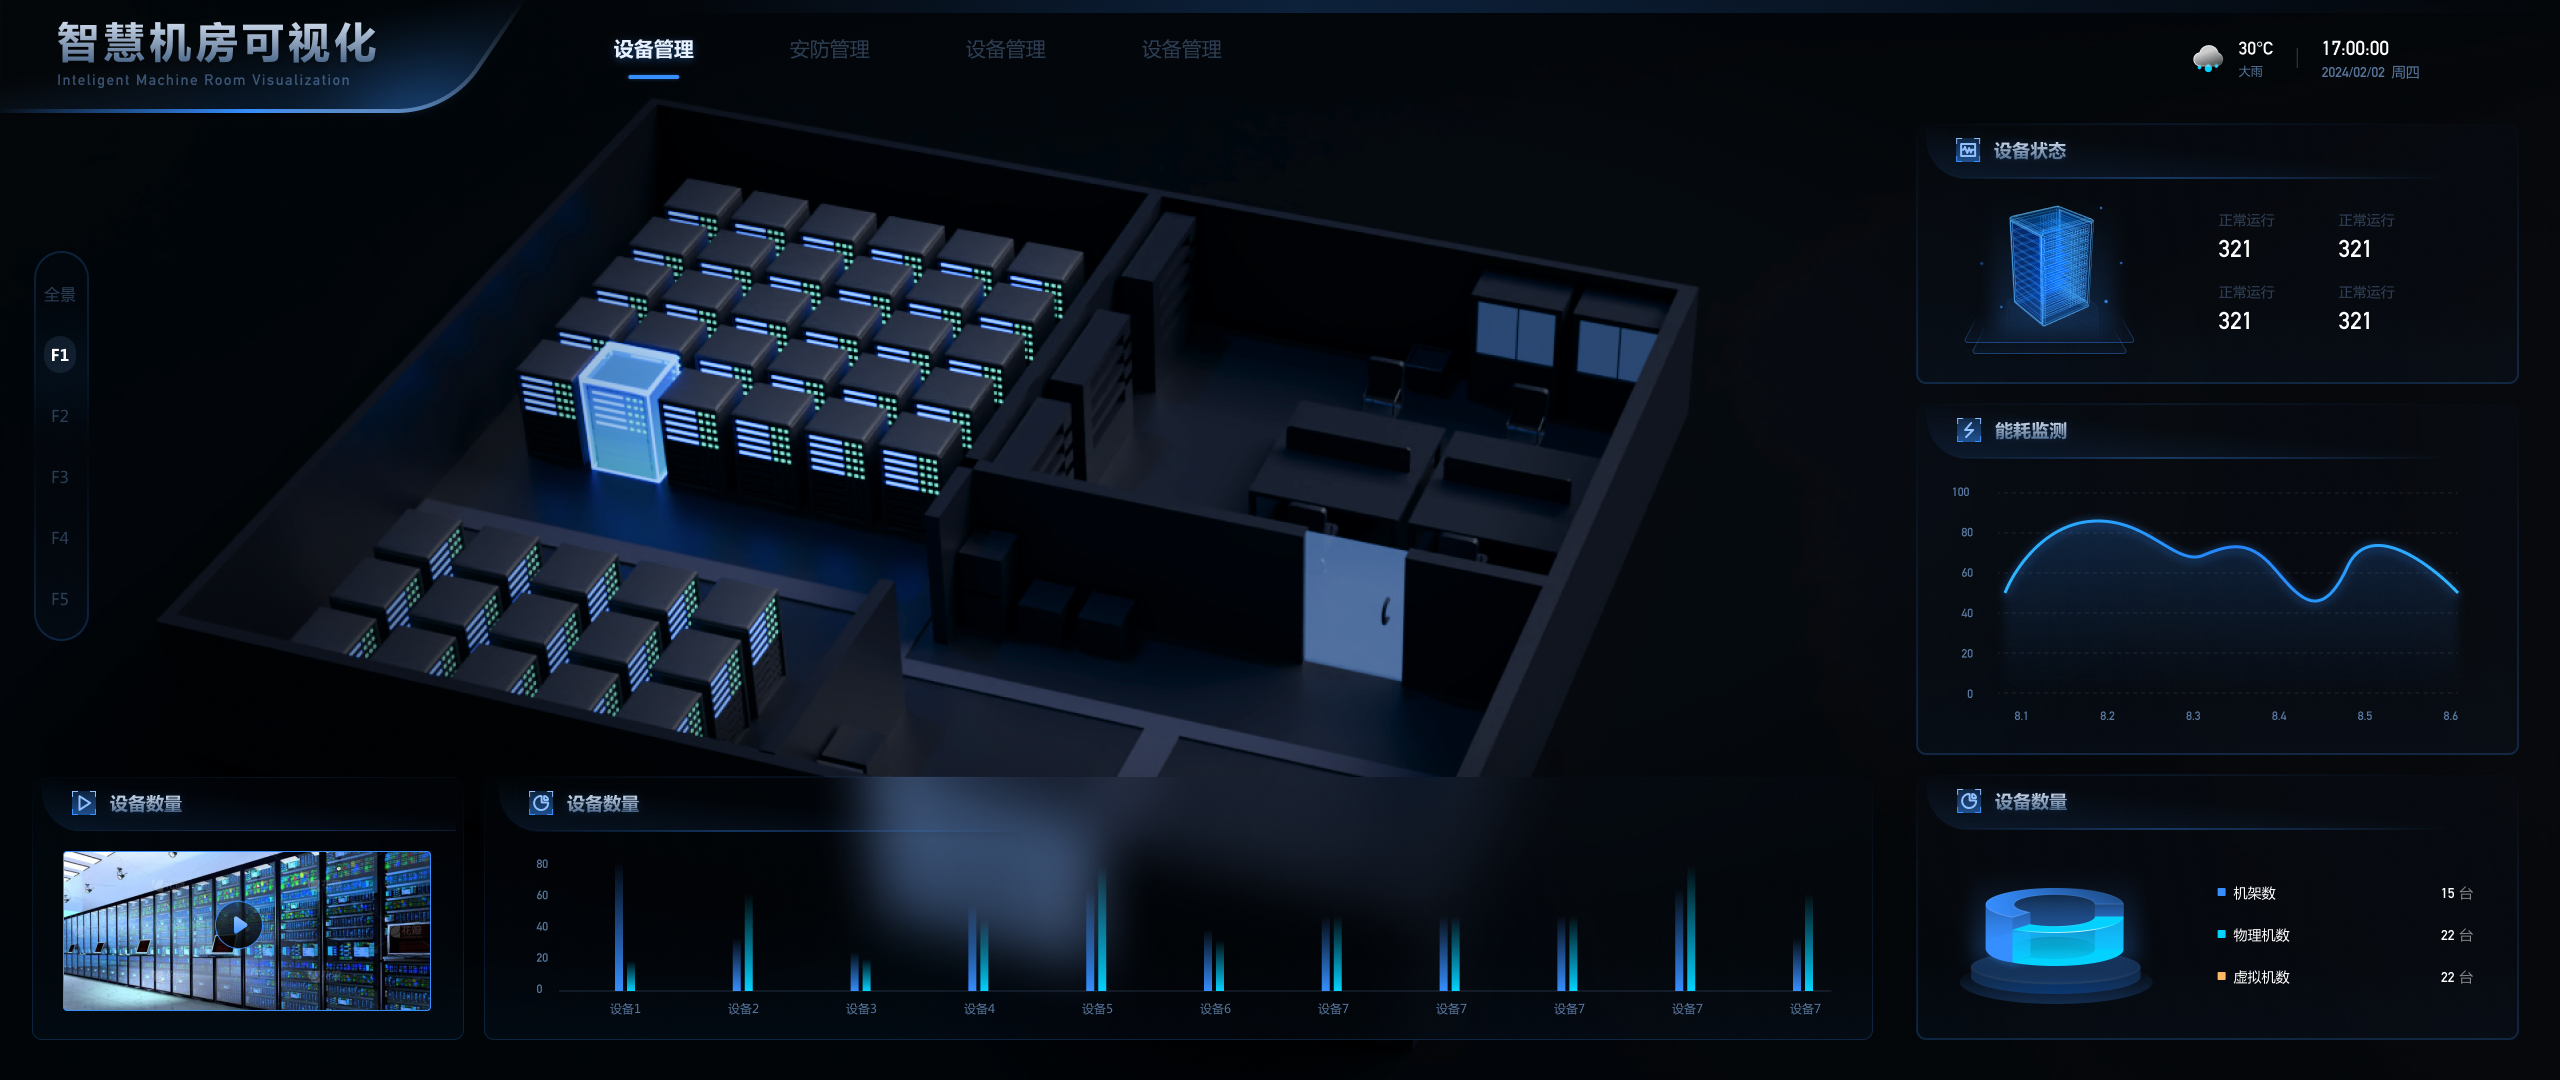 智慧机房可视化
Inteligent Machine Room Visualization
设备管理
安防管理
设备管理
设备管理
30°C
大雨
17:00:00
2024/02/02 周四
全景
F1
F2
F3
F4
F5
设备状态
正常运行
321
正常运行
321
正常运行
321
正常运行
321
能耗监测
100
80
60
40
20
0
8.1 8.2 8.3 8.4 8.5 8.6
设备数量
设备数量
80
60
40
20
0
设备1 设备2 设备3 设备4 设备5 设备6 设备7 设备7 设备7 设备7 设备7
设备数量
机架数 15 台
物理机数 22 台
虚拟机数 22 台